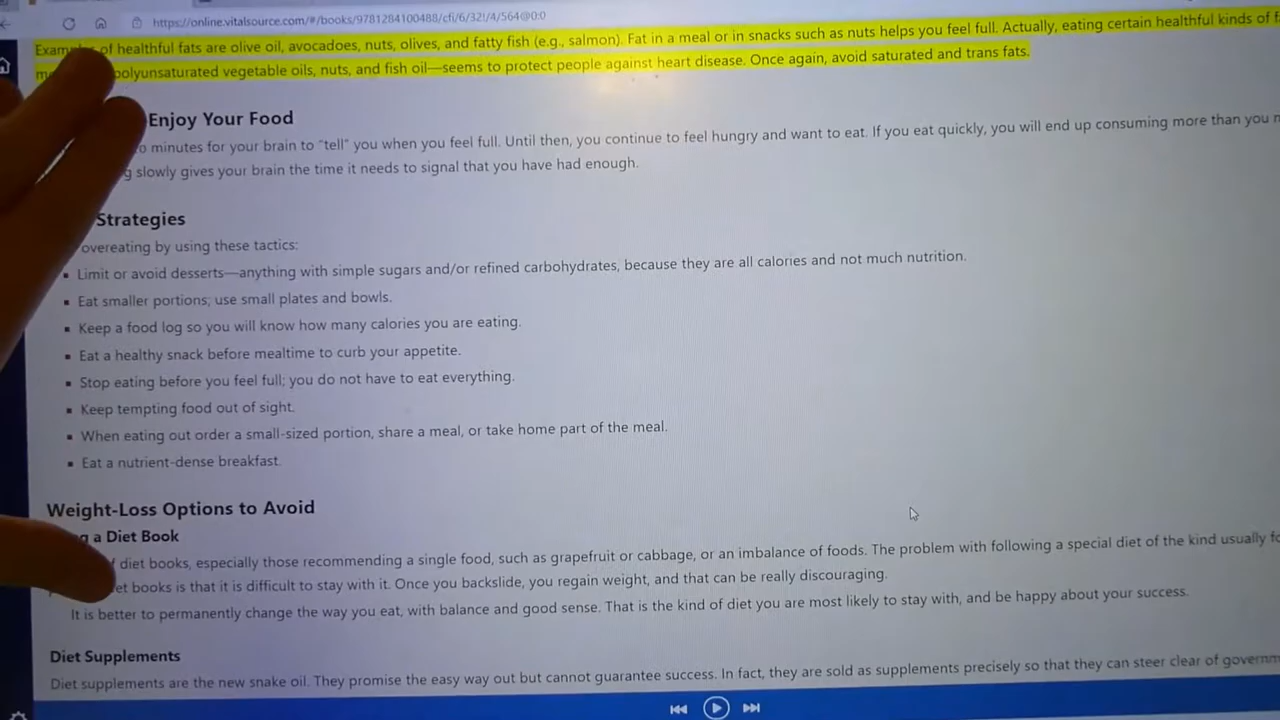 https://online.vitalsource.com/#/books/9781284100488/cfi/6/32!/4/564@0:0
of healthful fats are olive oil, avocadoes, nuts, olives, and fatty fish (e.g., salmon). Fat in a meal or in snacks such as nuts helps you feel full. Actually, eating certain healthful kinds of
polyunsaturated vegetable oils, nuts, and fish oil—seems to protect people against heart disease. Once again, avoid saturated and trans fats.
Enjoy Your Food
minutes for your brain to “tell” you when you feel full. Until then, you continue to feel hungry and want to eat. If you eat quickly, you will end up consuming more than you
slowly gives your brain the time it needs to signal that you have had enough.
Strategies
overeating by using these tactics:
▪ Limit or avoid desserts—anything with simple sugars and/or refined carbohydrates, because they are all calories and not much nutrition.
▪ Eat smaller portions; use small plates and bowls.
▪ Keep a food log so you will know how many calories you are eating.
▪ Eat a healthy snack before mealtime to curb your appetite.
▪ Stop eating before you feel full; you do not have to eat everything.
▪ Keep tempting food out of sight.
▪ When eating out order a small-sized portion, share a meal, or take home part of the meal.
▪ Eat a nutrient-dense breakfast.
Weight-Loss Options to Avoid
a Diet Book
diet books, especially those recommending a single food, such as grapefruit or cabbage, or an imbalance of foods. The problem with following a special diet of the kind usually
books is that it is difficult to stay with it. Once you backslide, you regain weight, and that can be really discouraging.
It is better to permanently change the way you eat, with balance and good sense. That is the kind of diet you are most likely to stay with, and be happy about your success.
Diet Supplements
Diet supplements are the new snake oil. They promise the easy way out but cannot guarantee success. In fact, they are sold as supplements precisely so that they can steer clear of